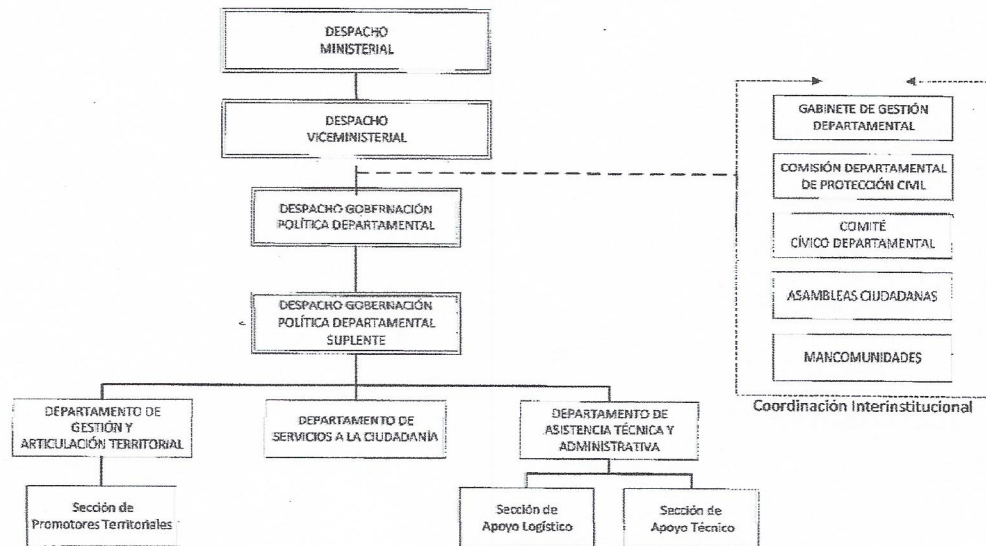 DESPACHO
MINISTERIAL
DESPACHO
VICEMINISTERIAL
DESPACHO GOBERNACIÓN
POLÍTICA DEPARTAMENTAL
DESPACHO GOBERNACIÓN
POLÍTICA DEPARTAMENTAL
SUPLENTE
DEPARTAMENTO DE
GESTIÓN Y
ARTICULACIÓN TERRITORIAL
DEPARTAMENTO DE
SERVICIOS A LA CIUDADANÍA
DEPARTAMENTO DE
ASISTENCIA TÉCNICA Y
ADMINISTRATIVA
Sección de
Promotores Territoriales
Sección de
Apoyo Logístico
Sección de
Apoyo Técnico
GABINETE DE GESTIÓN
DEPARTAMENTAL
COMISIÓN DEPARTAMENTAL
DE PROTECCIÓN CIVIL
COMITÉ
CÍVICO DEPARTAMENTAL
ASAMBLEAS CIUDADANAS
MANCOMUNIDADES
Coordinación Interinstitucional